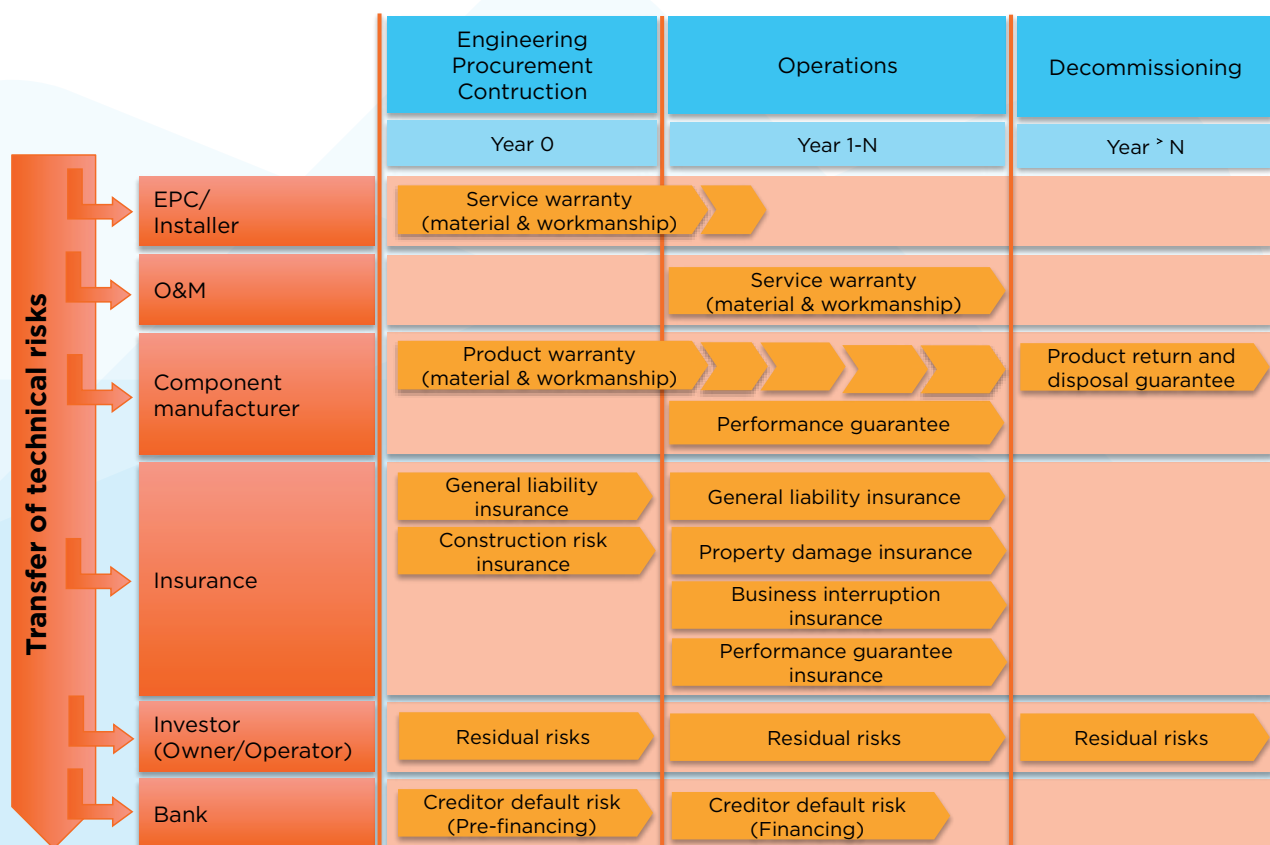 Engineering
Procurement
Contruction
Operations
Decommissioning
Year 0
Year 1-N
Year > N
Transfer of technical risks
EPC/
Installer
Service warranty
(material & workmanship)
O&M
Service warranty
(material & workmanship)
Component
manufacturer
Product warranty
(material & workmanship)
Product return and
disposal guarantee
Performance guarantee
Insurance
General liability
insurance
General liability insurance
Construction risk
insurance
Property damage insurance
Business interruption
insurance
Performance guarantee
insurance
Investor
(Owner/Operator)
Residual risks
Residual risks
Residual risks
Bank
Creditor default risk
(Pre-financing)
Creditor default risk
(Financing)